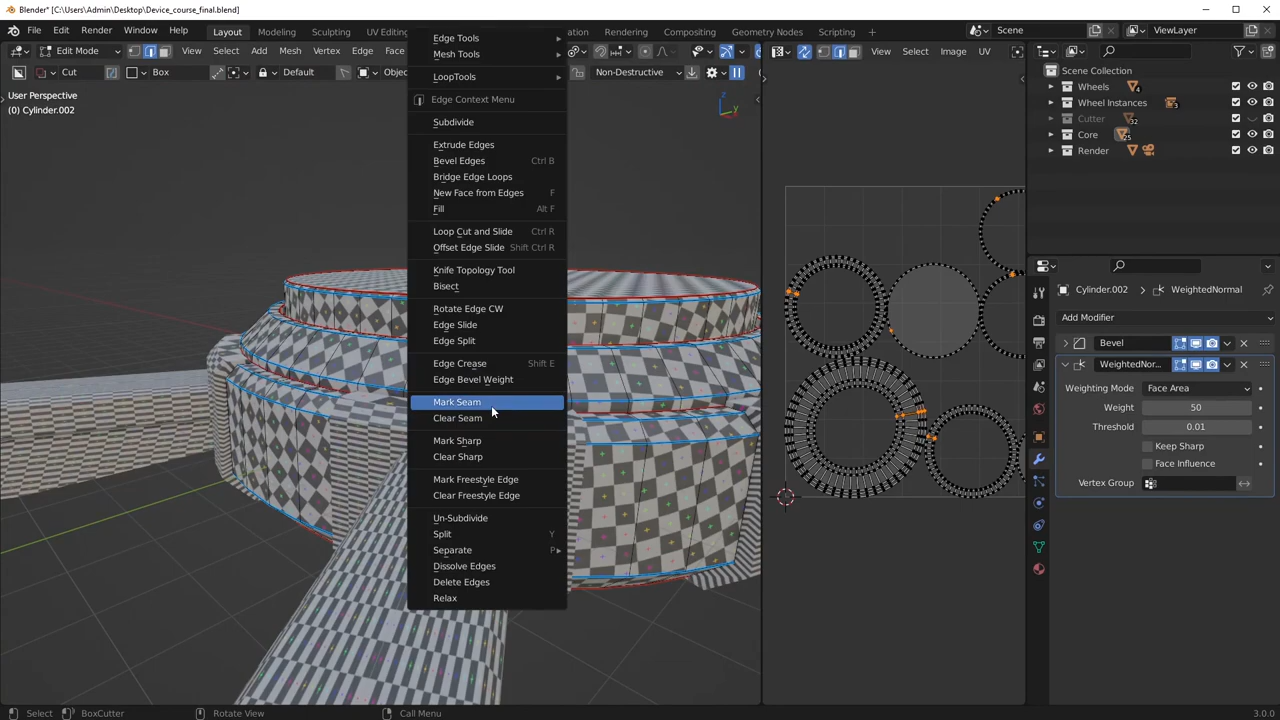 Blender* [C:\Users\Admin\Desktop\Device_course_final.blend]
File Edit Render Window Help Layout Modeling Sculpting UV Editing Rendering Compositing Geometry Nodes Scripting Scene ViewLayer
Edit Mode View Select Add Mesh Vertex Edge Face View Select Image UV
Cut Box Default Objec Non-Destructive
User Perspective
(0) Cylinder.002
Edge Tools
Mesh Tools
LoopTools
Edge Context Menu
Subdivide
Extrude Edges
Bevel Edges Ctrl B
Bridge Edge Loops
New Face from Edges F
Fill Alt F
Loop Cut and Slide Ctrl R
Offset Edge Slide Shift Ctrl R
Knife Topology Tool
Bisect
Rotate Edge CW
Edge Slide
Edge Split
Edge Crease Shift E
Edge Bevel Weight
Mark Seam
Clear Seam
Mark Sharp
Clear Sharp
Mark Freestyle Edge
Clear Freestyle Edge
Un-Subdivide
Split Y
Separate P
Dissolve Edges
Delete Edges
Relax
Scene Collection
Wheels 4
Wheel Instances 3
Cutter 32
Core 25
Render
Cylinder.002 WeightedNormal
Add Modifier
Bevel
WeightedNor...
Weighting Mode Face Area
Weight 50
Threshold 0.01
Keep Sharp
Face Influence
Vertex Group
Select BoxCutter Rotate View Call Menu 3.0.0